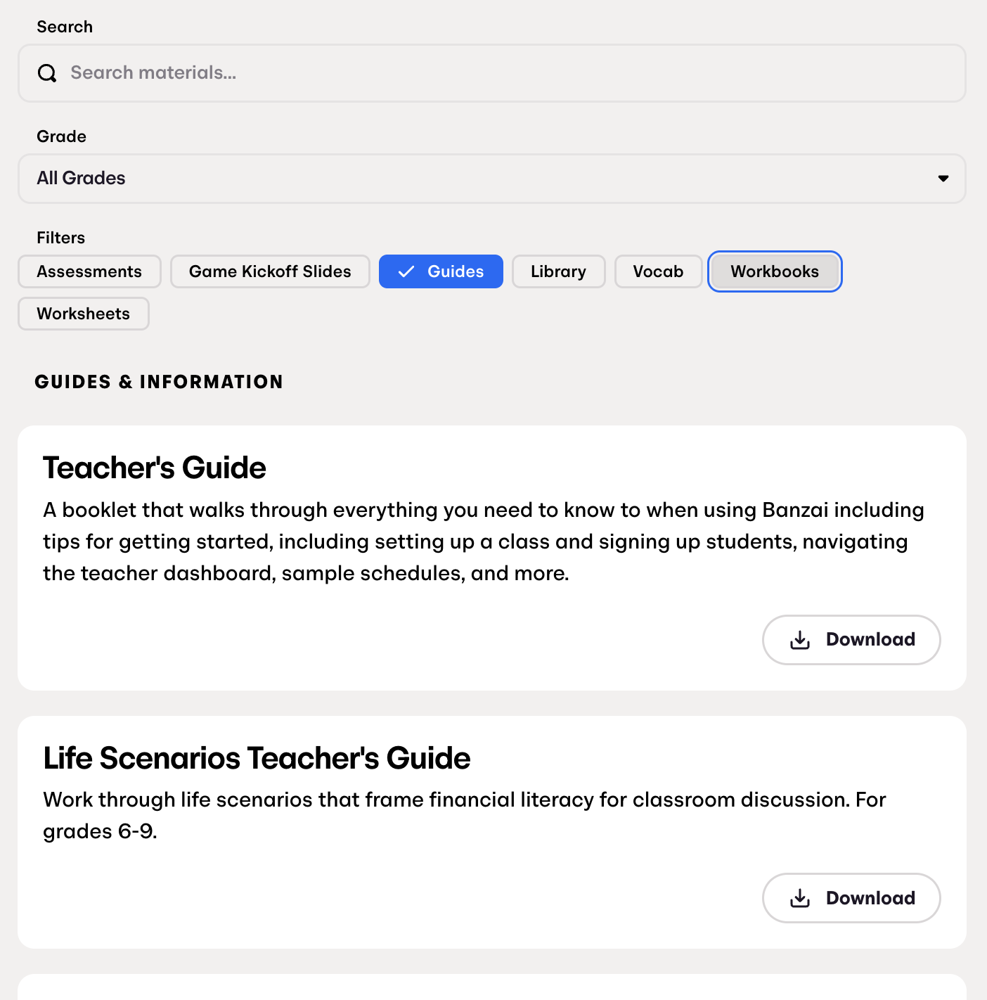 Search
Search materials...
Grade
All Grades
Filters
Assessments Game Kickoff Slides Guides Library Vocab Workbooks
Worksheets
GUIDES & INFORMATION
Teacher's Guide
A booklet that walks through everything you need to know to when using Banzai including
tips for getting started, including setting up a class and signing up students, navigating
the teacher dashboard, sample schedules, and more.
Download
Life Scenarios Teacher's Guide
Work through life scenarios that frame financial literacy for classroom discussion. For
grades 6-9.
Download